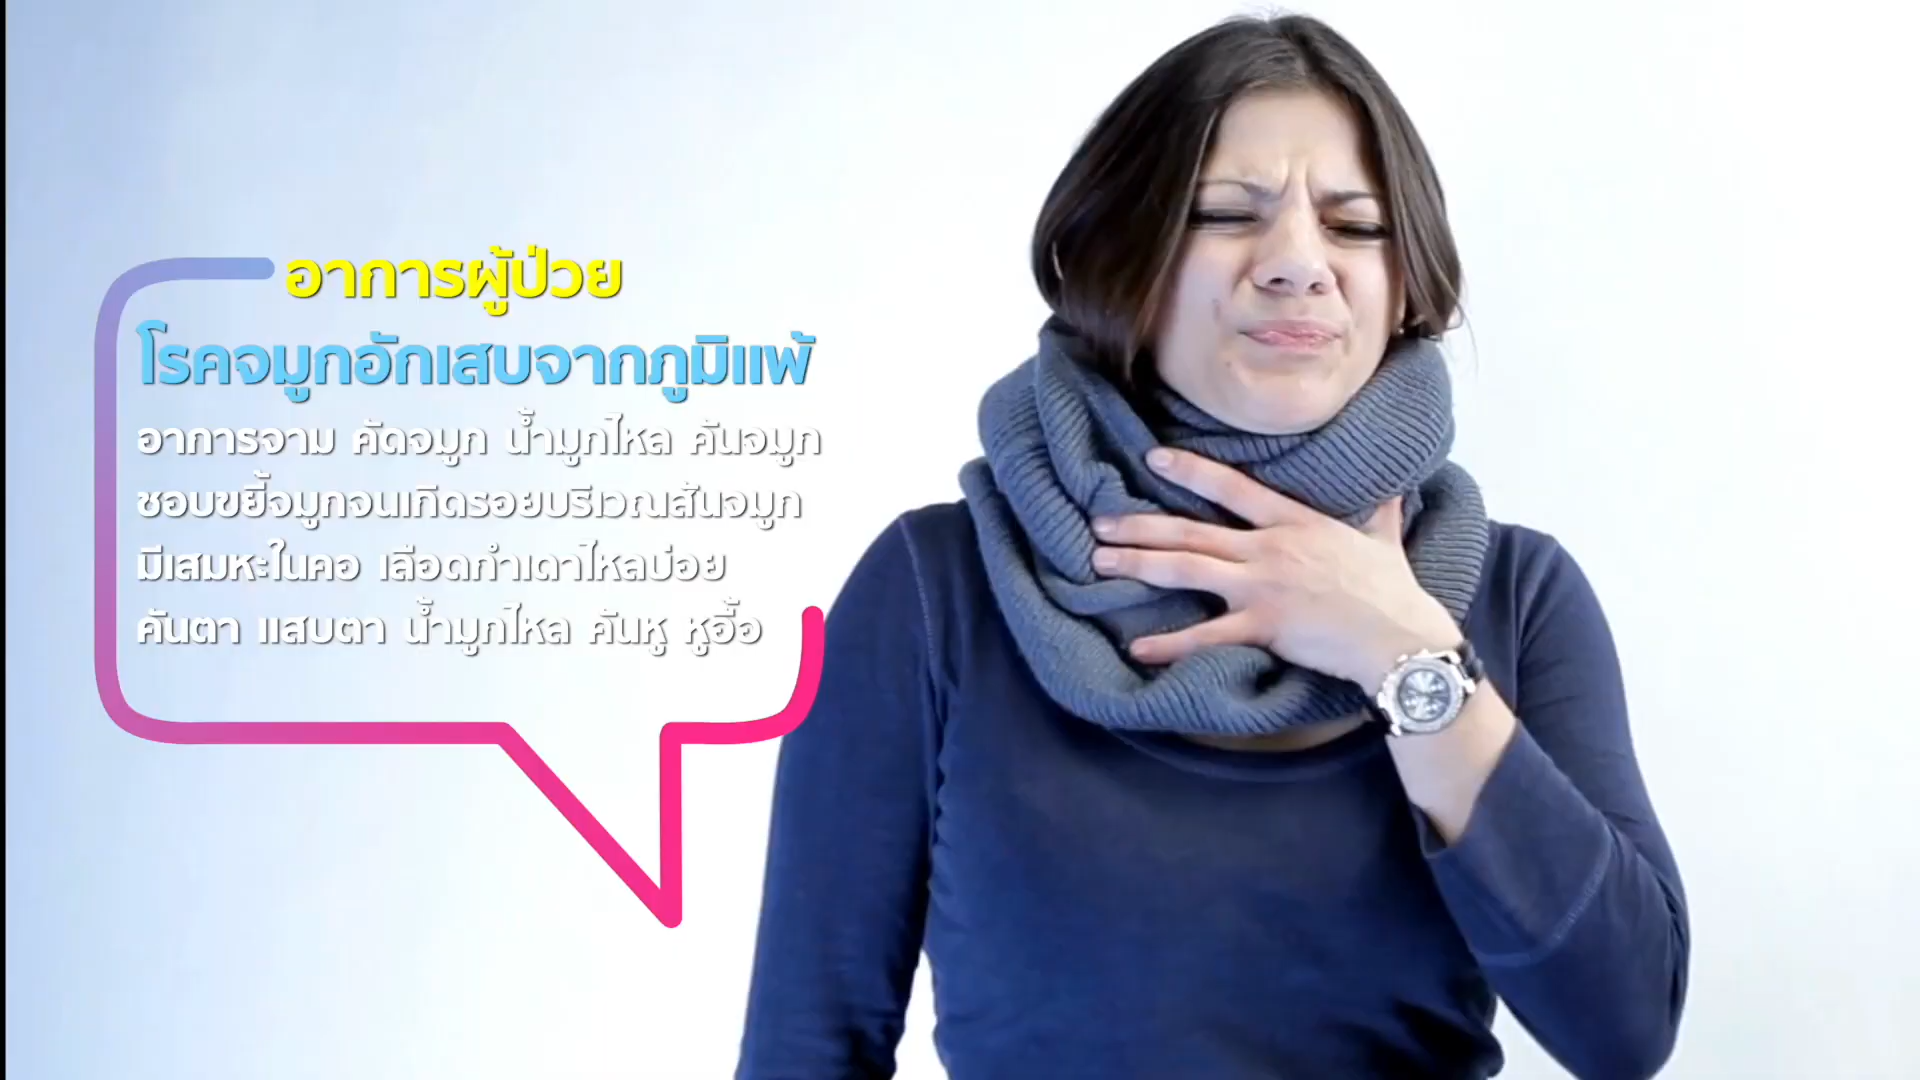 อาการผู้ป่วย
โรคจมูกอักเสบจากภูมิแพ้
อาการจาม คัดจมูก น้ำมูกไหล คันจมูก
ชอบขยี้จมูกจนเกิดรอยบริเวณสันจมูก
มีเสมหะในคอ เลือดกำเดาไหลบ่อย
คันตา แสบตา น้ำมูกไหล คันหู หูอื้อ